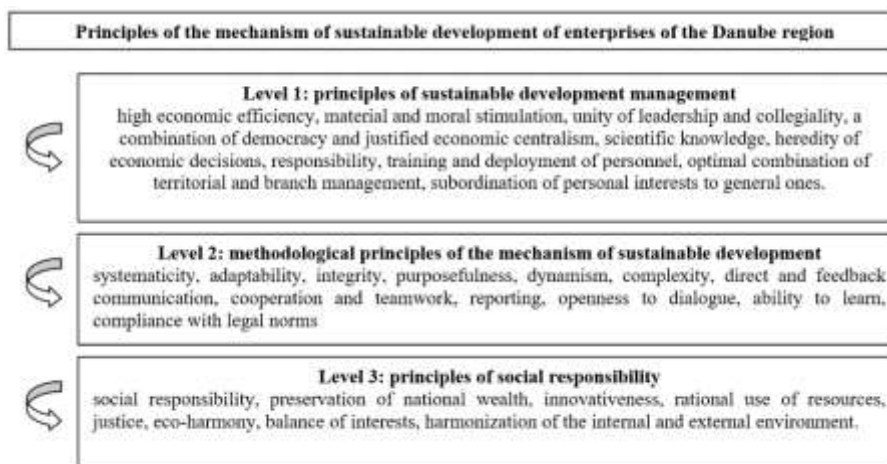 Principles of the mechanism of sustainable development of enterprises of the Danube region
Level 1: principles of sustainable development management
high economic efficiency, material and moral stimulation, unity of leadership and collegiality, a
combination of democracy and justified economic centralism, scientific knowledge, heredity of
economic decisions, responsibility, training and deployment of personnel, optimal combination of
territorial and branch management, subordination of personal interests to general ones.
Level 2: methodological principles of the mechanism of sustainable development
systematicity, adaptability, integrity, purposefulness, dynamism, complexity, direct and feedback
communication, cooperation and teamwork, reporting, openness to dialogue, ability to learn,
compliance with legal norms
Level 3: principles of social responsibility
social responsibility, preservation of national wealth, innovativeness, rational use of resources,
justice, eco-harmony, balance of interests, harmonization of the internal and external environment.